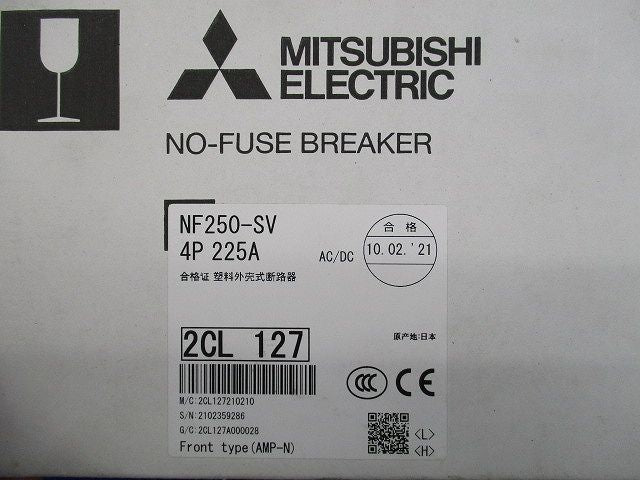 MITSUBISHI
ELECTRIC
NO-FUSE BREAKER
NF250-SV
4P 225A
AC/DC
合格
10.02.'21
合格证 塑料外壳式断路器
2CL 127
原产地:日本
M/C:2CL127210210
S/N:2102359286
G/C:2CL127A000028
Front type(AMP-N)
CCC
CE
<L>
<H>